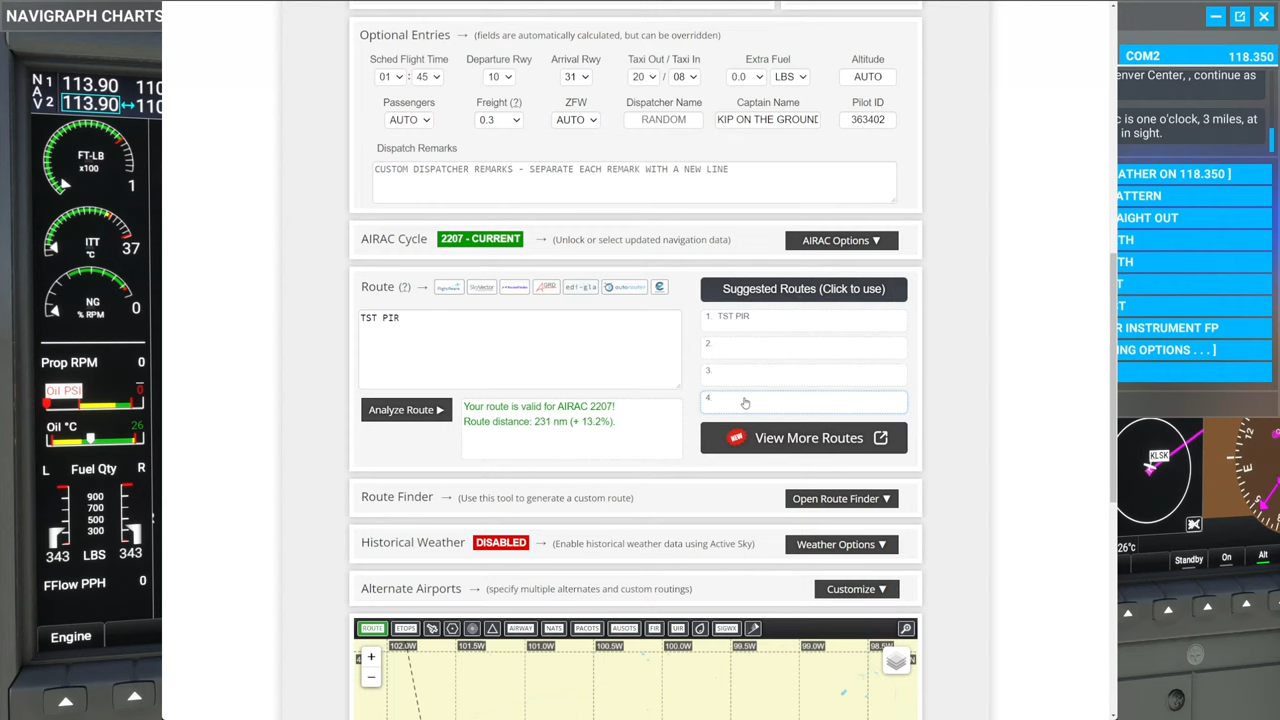 NAVIGRAPH CHARTS
N 1
A
V 2
113.90
110
113.90
110
FT-LB
x100
1
ITT
°C
37
NG
% RPM
0
Prop RPM
0
Oil PSI
0
Oil °C
26
L
Fuel Qty
R
900
700
500
300
343
LBS
343
FFlow PPH
0
Engine
Optional Entries
(fields are automatically calculated, but can be overridden)
Sched Flight Time
Departure Rwy
Arrival Rwy
Taxi Out / Taxi In
Extra Fuel
Altitude
01 : 45
10
31
20 / 08
0.0 LBS
AUTO
Passengers
Freight (?)
ZFW
Dispatcher Name
Captain Name
Pilot ID
AUTO
0.3
AUTO
RANDOM
KIP ON THE GROUND
363402
Dispatch Remarks
CUSTOM DISPATCHER REMARKS - SEPARATE EACH REMARK WITH A NEW LINE
AIRAC Cycle
2207 - CURRENT
(Unlock or select updated navigation data)
AIRAC Options ▼
Route (?)
edi-gla
autorouter
TST PIR
Suggested Routes (Click to use)
1. TST PIR
2.
3.
4.
Analyze Route ▶
Your route is valid for AIRAC 2207!
Route distance: 231 nm (+ 13.2%).
NEW
View More Routes
Route Finder
(Use this tool to generate a custom route)
Open Route Finder ▼
Historical Weather
DISABLED
(Enable historical weather data using Active Sky)
Weather Options ▼
Alternate Airports
(specify multiple alternates and custom routings)
Customize ▼
ROUTE
ETOPS
AIRWAY
NATS
PACOTS
AUSOTS
FIR
UIR
SIGWX
102.0W
101.5W
101.0W
100.5W
100.0W
99.5W
99.0W
98.5W
+
−
COM2
118.350
enver Center, , continue as
c is one o'clock, 3 miles, at
in sight.
ATHER ON 118.350 ]
ATTERN
AIGHT OUT
TH
TH
T
ST
R INSTRUMENT FP
ING OPTIONS . . . ]
KLSK
12
E
26°c
Standby
On
Alt